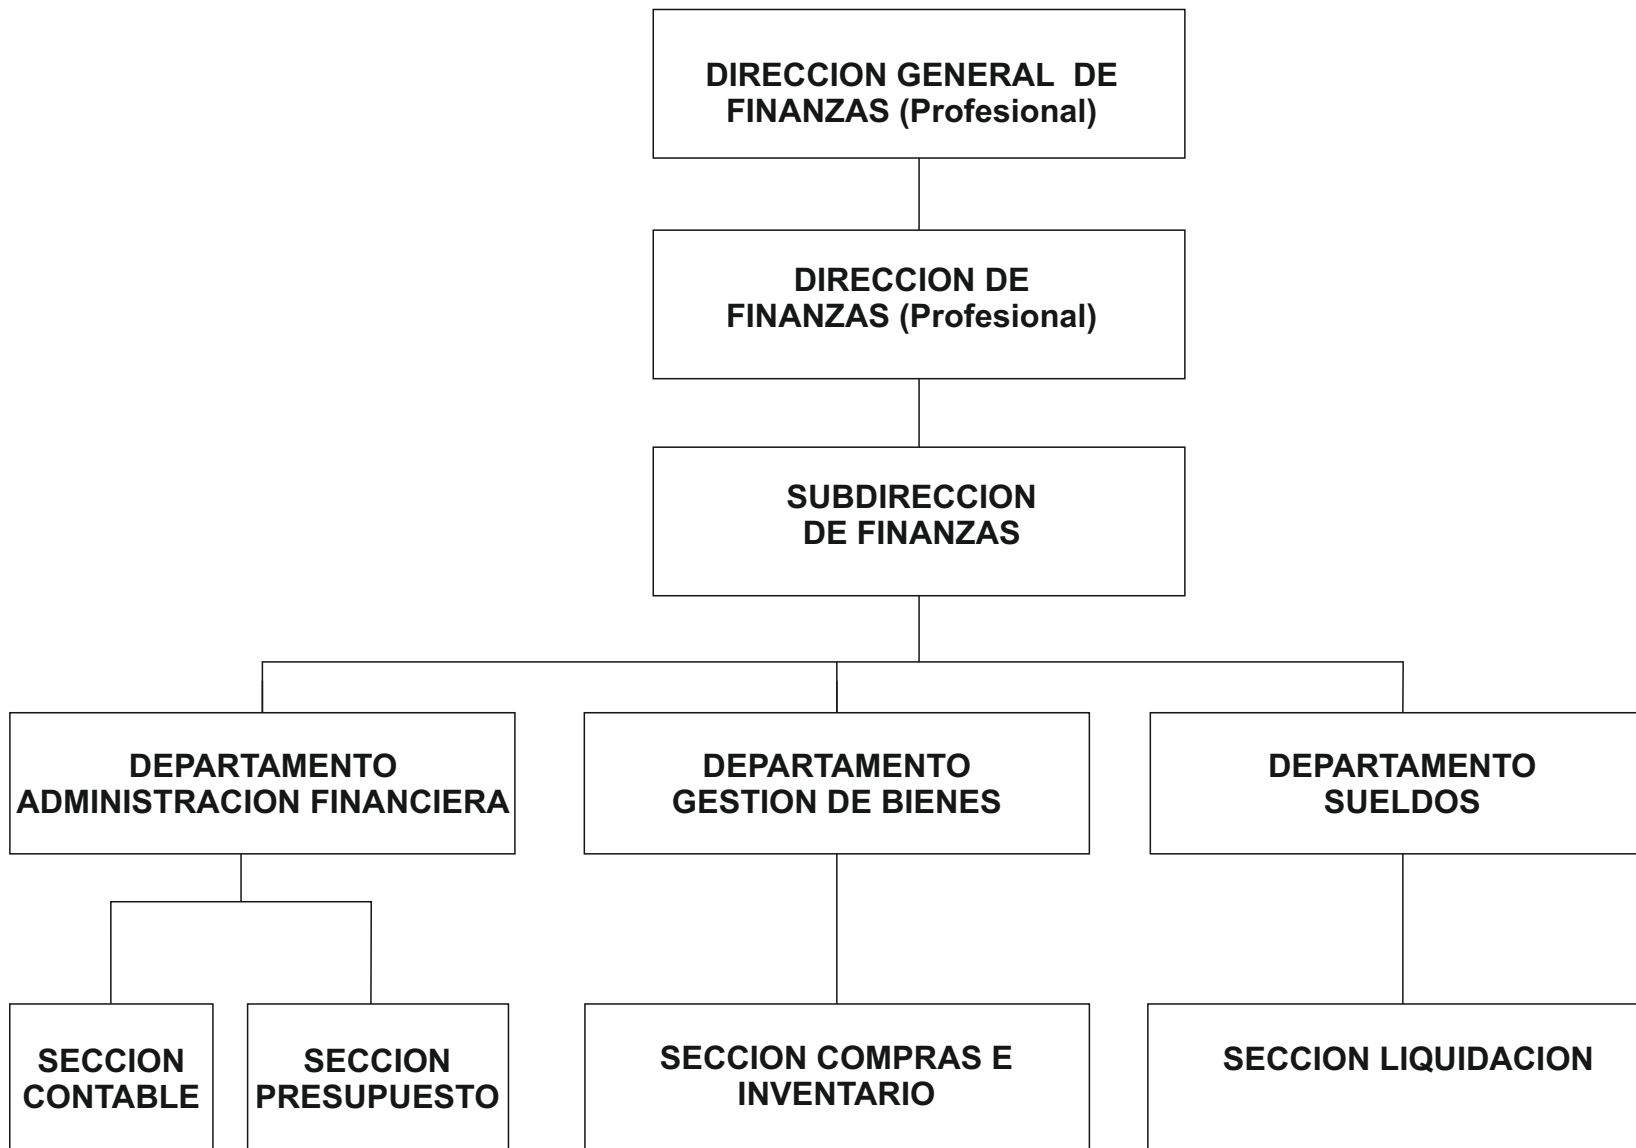 DIRECCION GENERAL  DE
FINANZAS (Profesional)
DIRECCION DE
FINANZAS (Profesional)
SUBDIRECCION
DE FINANZAS
DEPARTAMENTO
ADMINISTRACION FINANCIERA
DEPARTAMENTO
GESTION DE BIENES
DEPARTAMENTO
SUELDOS
SECCION
CONTABLE
SECCION
PRESUPUESTO
SECCION COMPRAS E
INVENTARIO
SECCION LIQUIDACION